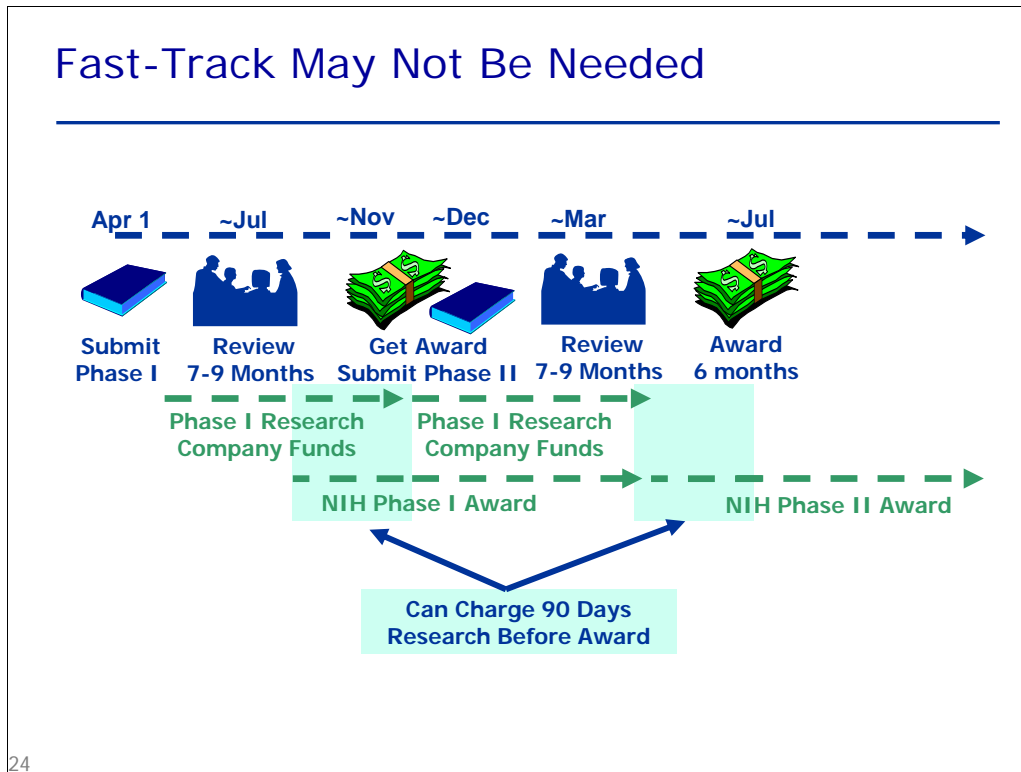 Fast-Track May Not Be Needed
Apr 1
~Jul
~Nov
~Dec
~Mar
~Jul
Submit
Phase I
Review
7-9 Months
Get Award
Submit Phase II
Review
7-9 Months
Award
6 months
Phase I Research
Company Funds
Phase I Research
Company Funds
NIH Phase I Award
NIH Phase II Award
Can Charge 90 Days
Research Before Award
24